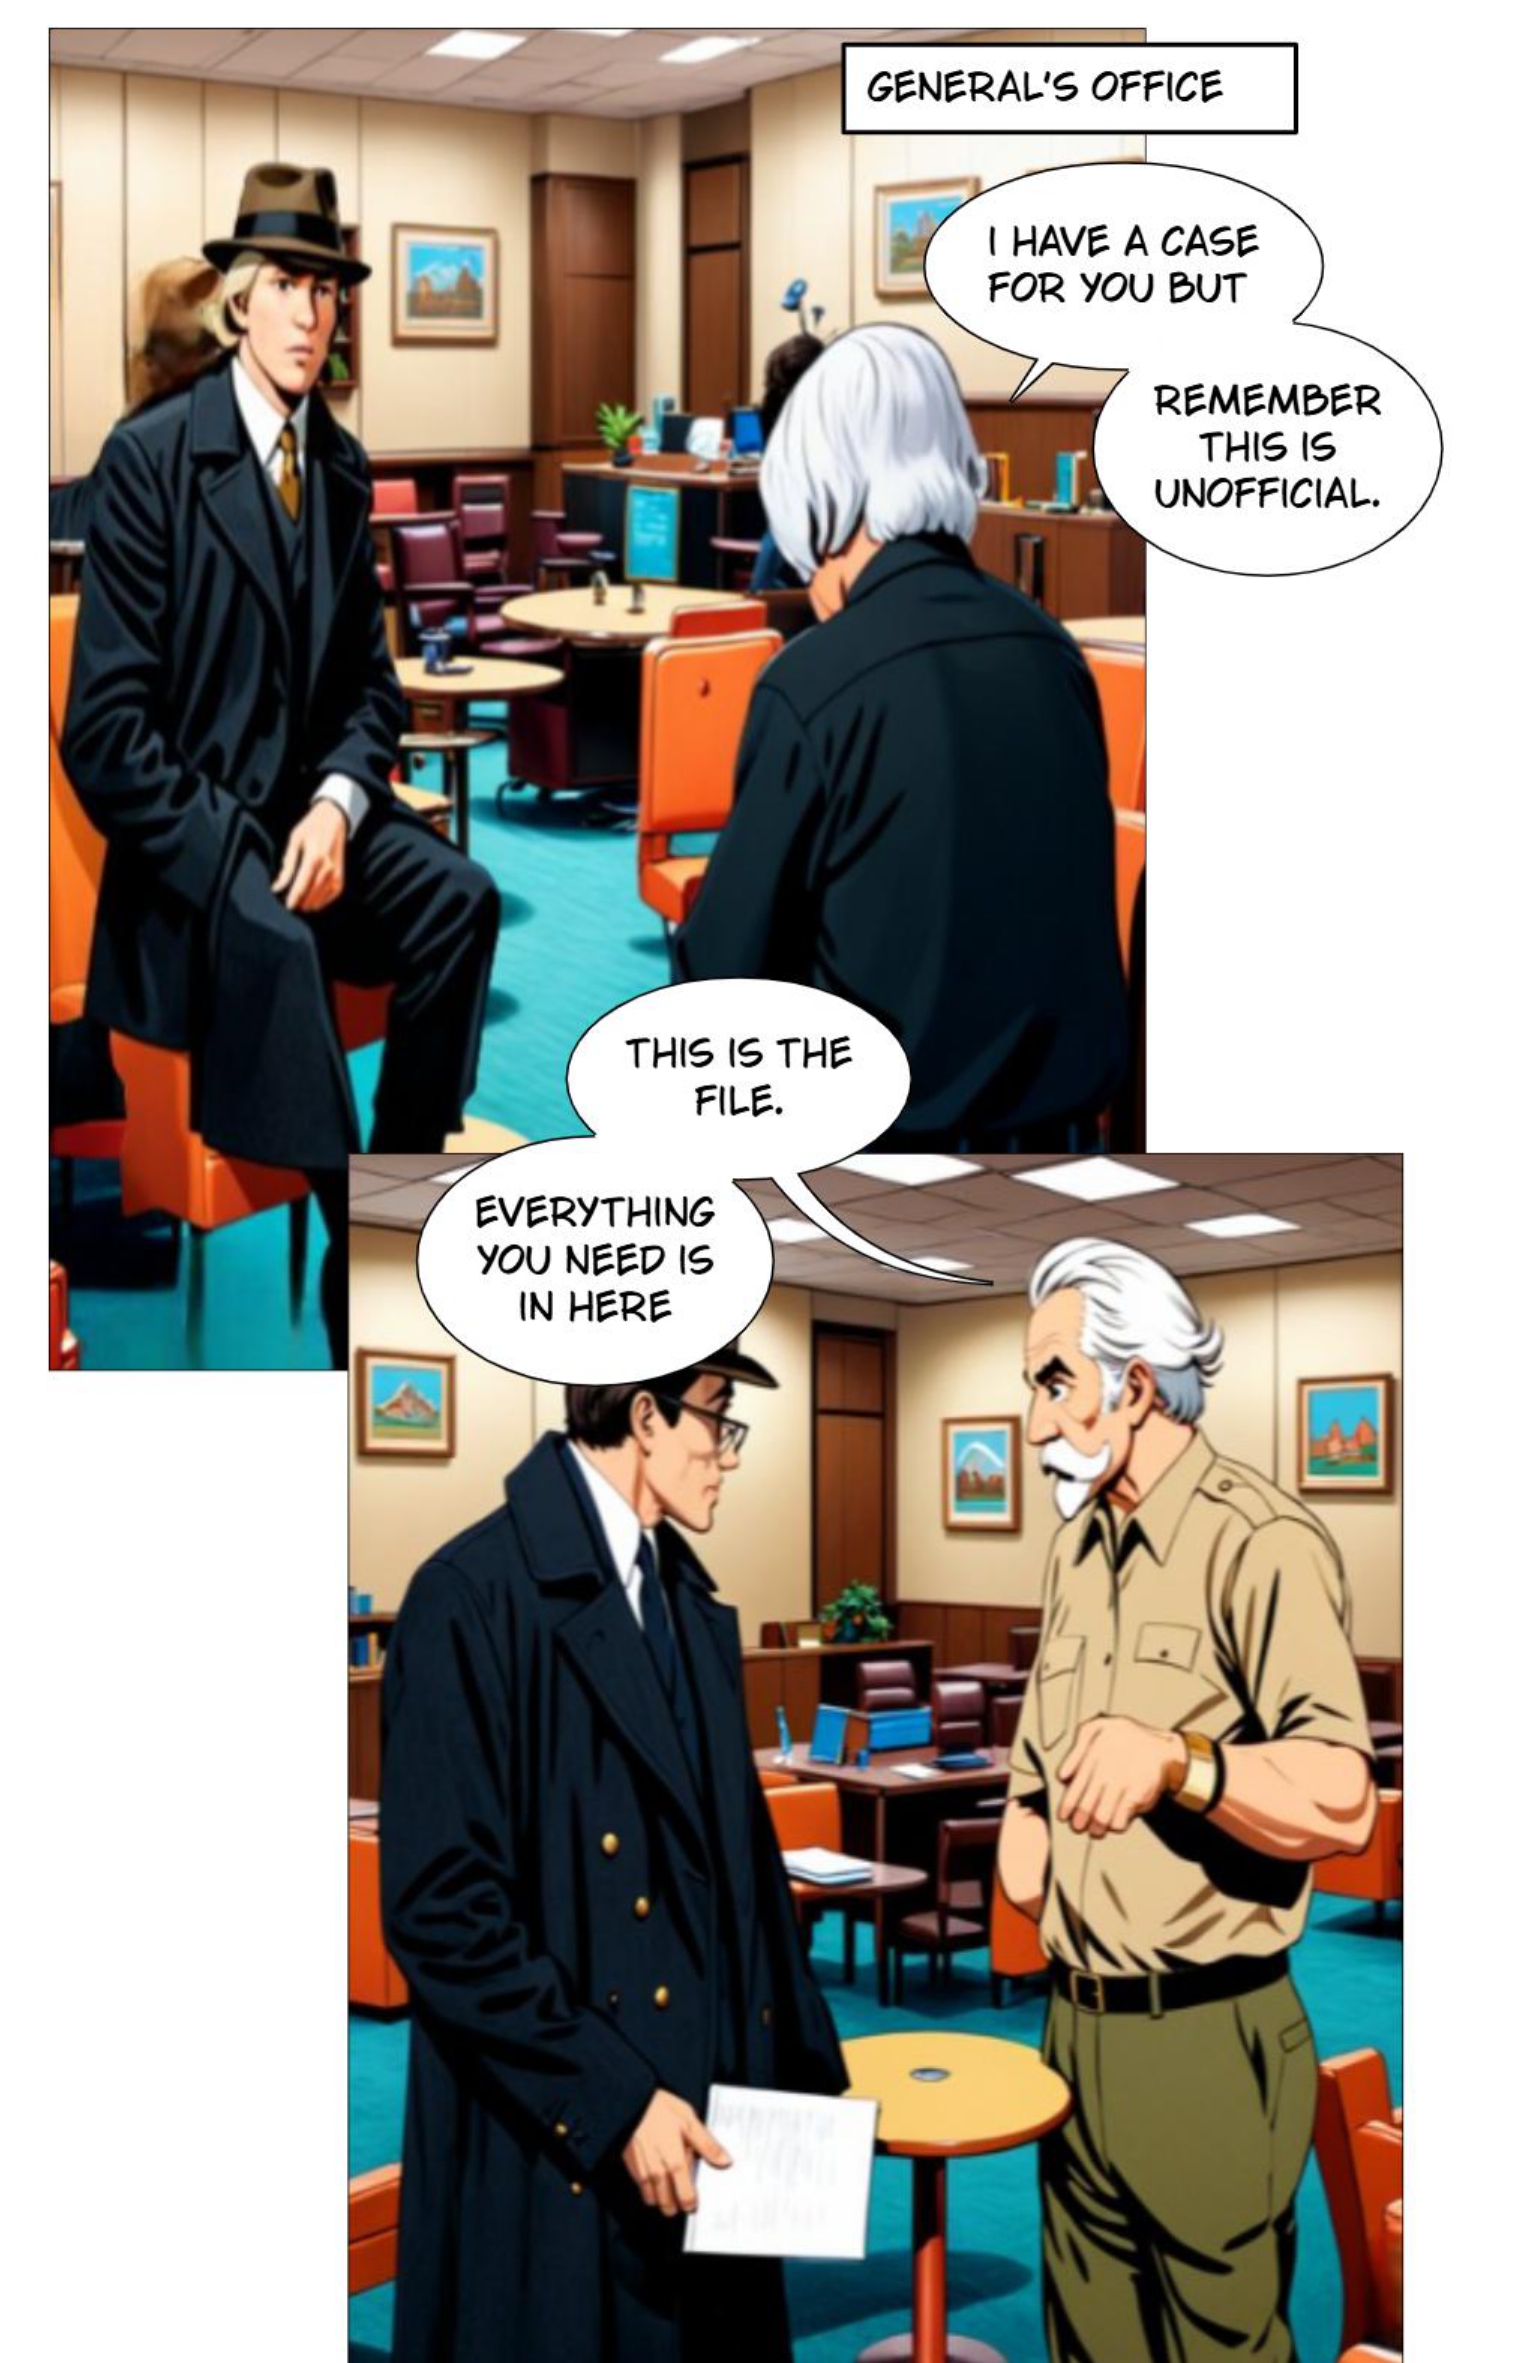 GENERAL'S OFFICE
I HAVE A CASE
FOR YOU BUT
REMEMBER
THIS IS
UNOFFICIAL.
THIS IS THE
FILE.
EVERYTHING
YOU NEED IS
IN HERE